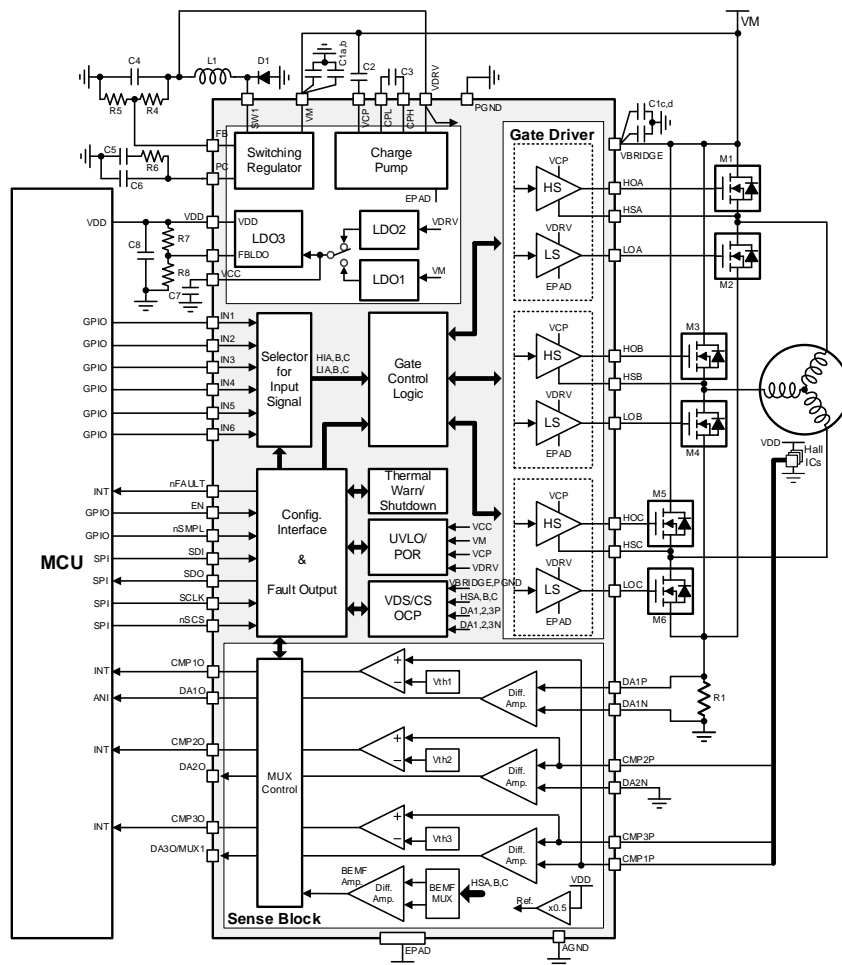 VM
C4
L1
D1
C1a,b
C2
C3
VDRV
R5
R4
PGND
C1c,d
SW1
VM
VCP
CPL
CPH
FB
Switching
Regulator
Charge
Pump
EPAD
Gate Driver
VBRIDGE
M1
C5
R6
C6
PC
VCP
HS
HOA
HSA
VDD
VDD
VDD
LDO3
FBLDO
LDO2
VDRV
LDO1
VM
VDRV
LS
EPAD
LOA
M2
C8
R7
R8
C7
VCC
M3
GPIO
IN1
GPIO
IN2
GPIO
IN3
GPIO
IN4
GPIO
IN5
GPIO
IN6
Selector
for
Input
Signal
HIA,B,C
LIA,B,C
Gate
Control
Logic
VCP
HS
HOB
HSB
VDRV
LS
EPAD
LOB
M4
VDD
Hall
ICs
MCU
INT
nFAULT
GPIO
EN
GPIO
nSMPL
SPI
SDI
SPI
SDO
SPI
SCLK
SPI
nSCS
Config.
Interface
&
Fault Output
Thermal
Warn/
Shutdown
UVLO/
POR
VCC
VM
VCP
VDRV
VDS/CS
OCP
VBRIDGE,PGND
HSA,B,C
DA1,2,3P
DA1,2,3N
M5
VCP
HS
HOC
HSC
VDRV
LS
EPAD
LOC
M6
INT
CMP1O
ANI
DA1O
INT
CMP2O
DA2O
INT
CMP3O
DA3O/MUX1
MUX
Control
+
−
Vth1
Diff.
Amp.
DA1P
DA1N
R1
+
−
Vth2
Diff.
Amp.
CMP2P
DA2N
+
−
Vth3
Diff.
Amp.
CMP3P
CMP1P
BEMF
Amp.
Diff.
Amp.
BEMF
MUX
HSA,B,C
VDD
Ref.
x0.5
Sense Block
EPAD
AGND